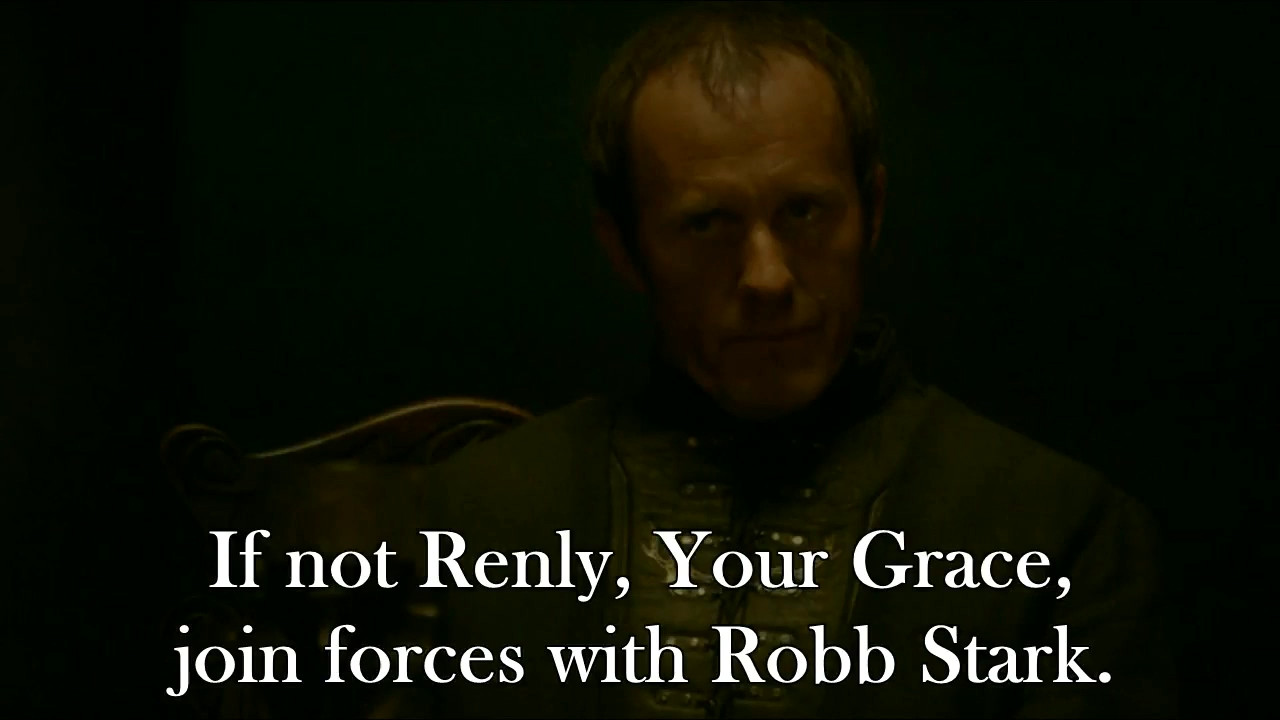 If not Renly, Your Grace,
join forces with Robb Stark.